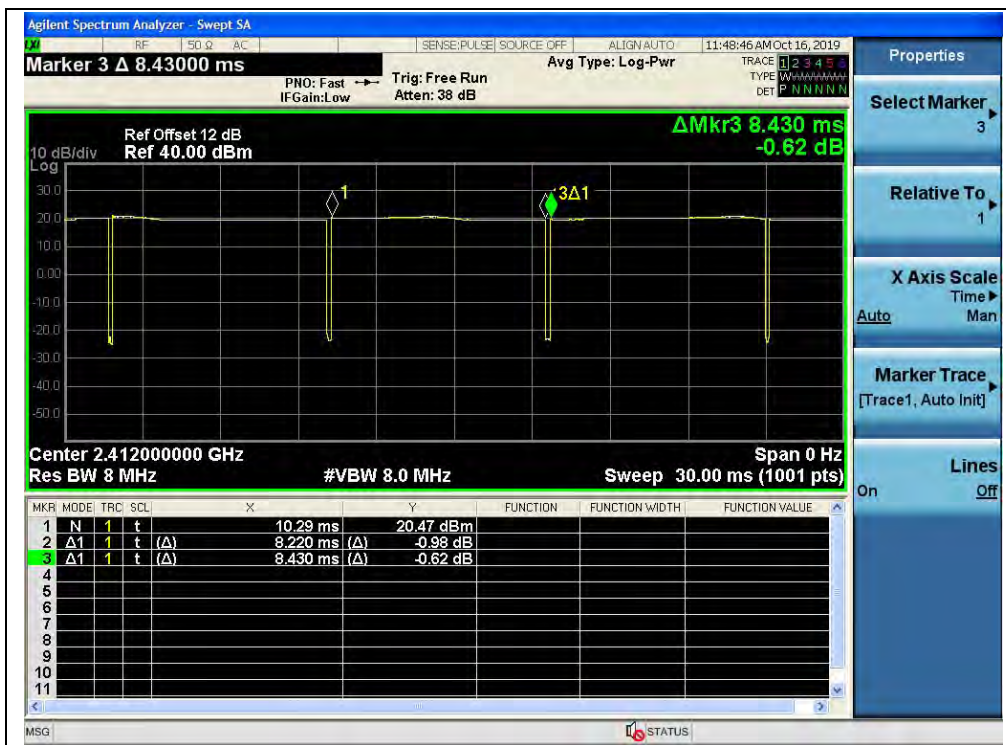 Agilent Spectrum Analyzer - Swept SA
LXI RF 50 Ω AC SENSE:PULSE SOURCE OFF ALIGN AUTO 11:48:46 AM Oct 16, 2019
Marker 3 Δ 8.43000 ms
PNO: Fast
IFGain:Low
Trig: Free Run
Atten: 38 dB
Avg Type: Log-Pwr
TRACE 1 2 3 4 5 6
TYPE WWWWWWW
DET P N N N N N
Properties
Select Marker
3
Relative To
1
X Axis Scale
Time
Auto Man
Marker Trace
[Trace1, Auto Init]
Lines
On Off
ΔMkr3 8.430 ms
-0.62 dB
Ref Offset 12 dB
10 dB/div Ref 40.00 dBm
Log
30.0
20.0
10.0
0.00
-10.0
-20.0
-30.0
-40.0
-50.0
1
3Δ1
Center 2.412000000 GHz Span 0 Hz
Res BW 8 MHz #VBW 8.0 MHz Sweep 30.00 ms (1001 pts)
MKR MODE TRC SCL X Y FUNCTION FUNCTION WIDTH FUNCTION VALUE
1 N 1 t 10.29 ms 20.47 dBm
2 Δ1 1 t (Δ) 8.220 ms (Δ) -0.98 dB
3 Δ1 1 t (Δ) 8.430 ms (Δ) -0.62 dB
4
5
6
7
8
9
10
11
MSG STATUS